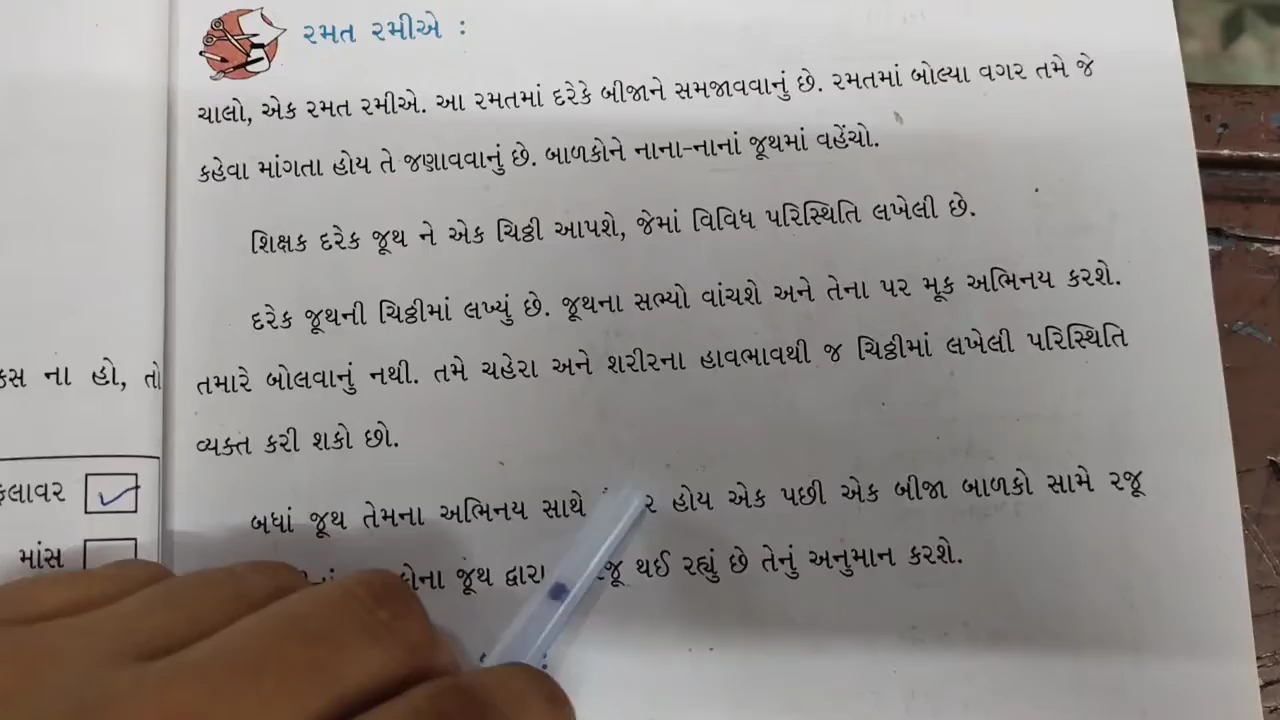 રમત રમીએ :
ચાલો, એક રમત રમીએ. આ રમતમાં દરેકે બીજાને સમજાવવાનું છે. રમતમાં બોલ્યા વગર તમે જે
કહેવા માંગતા હોય તે જણાવવાનું છે. બાળકોને નાના-નાનાં જૂથમાં વહેંચો.
શિક્ષક દરેક જૂથ ને એક ચિઠ્ઠી આપશે, જેમાં વિવિધ પરિસ્થિતિ લખેલી છે.
દરેક જૂથની ચિઠ્ઠીમાં લખ્યું છે. જૂથના સભ્યો વાંચશે અને તેના પર મૂક અભિનય કરશે.
તમારે બોલવાનું નથી. તમે ચહેરા અને શરીરના હાવભાવથી જ ચિઠ્ઠીમાં લખેલી પરિસ્થિતિ
વ્યક્ત કરી શકો છો.
બધાં જૂથ તેમના અભિનય સાથે હોય એક પછી એક બીજા બાળકો સામે રજૂ
જૂથ દ્વારા થઈ રહ્યું છે તેનું અનુમાન કરશે.
ના હો, તો
માંસ